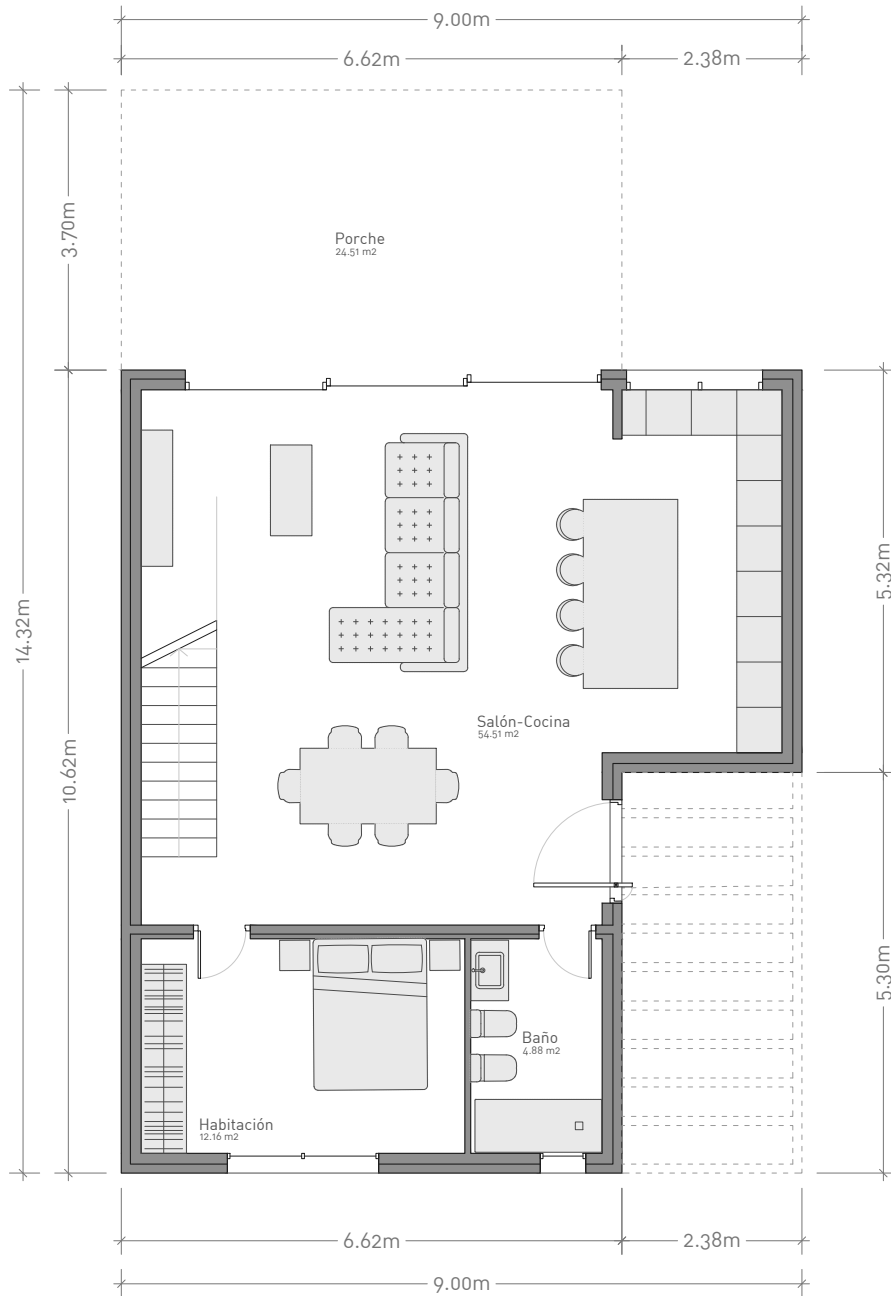 9.00m
6.62m
2.38m
3.70m
Porche
24.51 m2
14.32m
10.62m
5.32m
Salón-Cocina
54.51 m2
5.30m
Baño
4.88 m2
Habitación
12.16 m2
6.62m
2.38m
9.00m